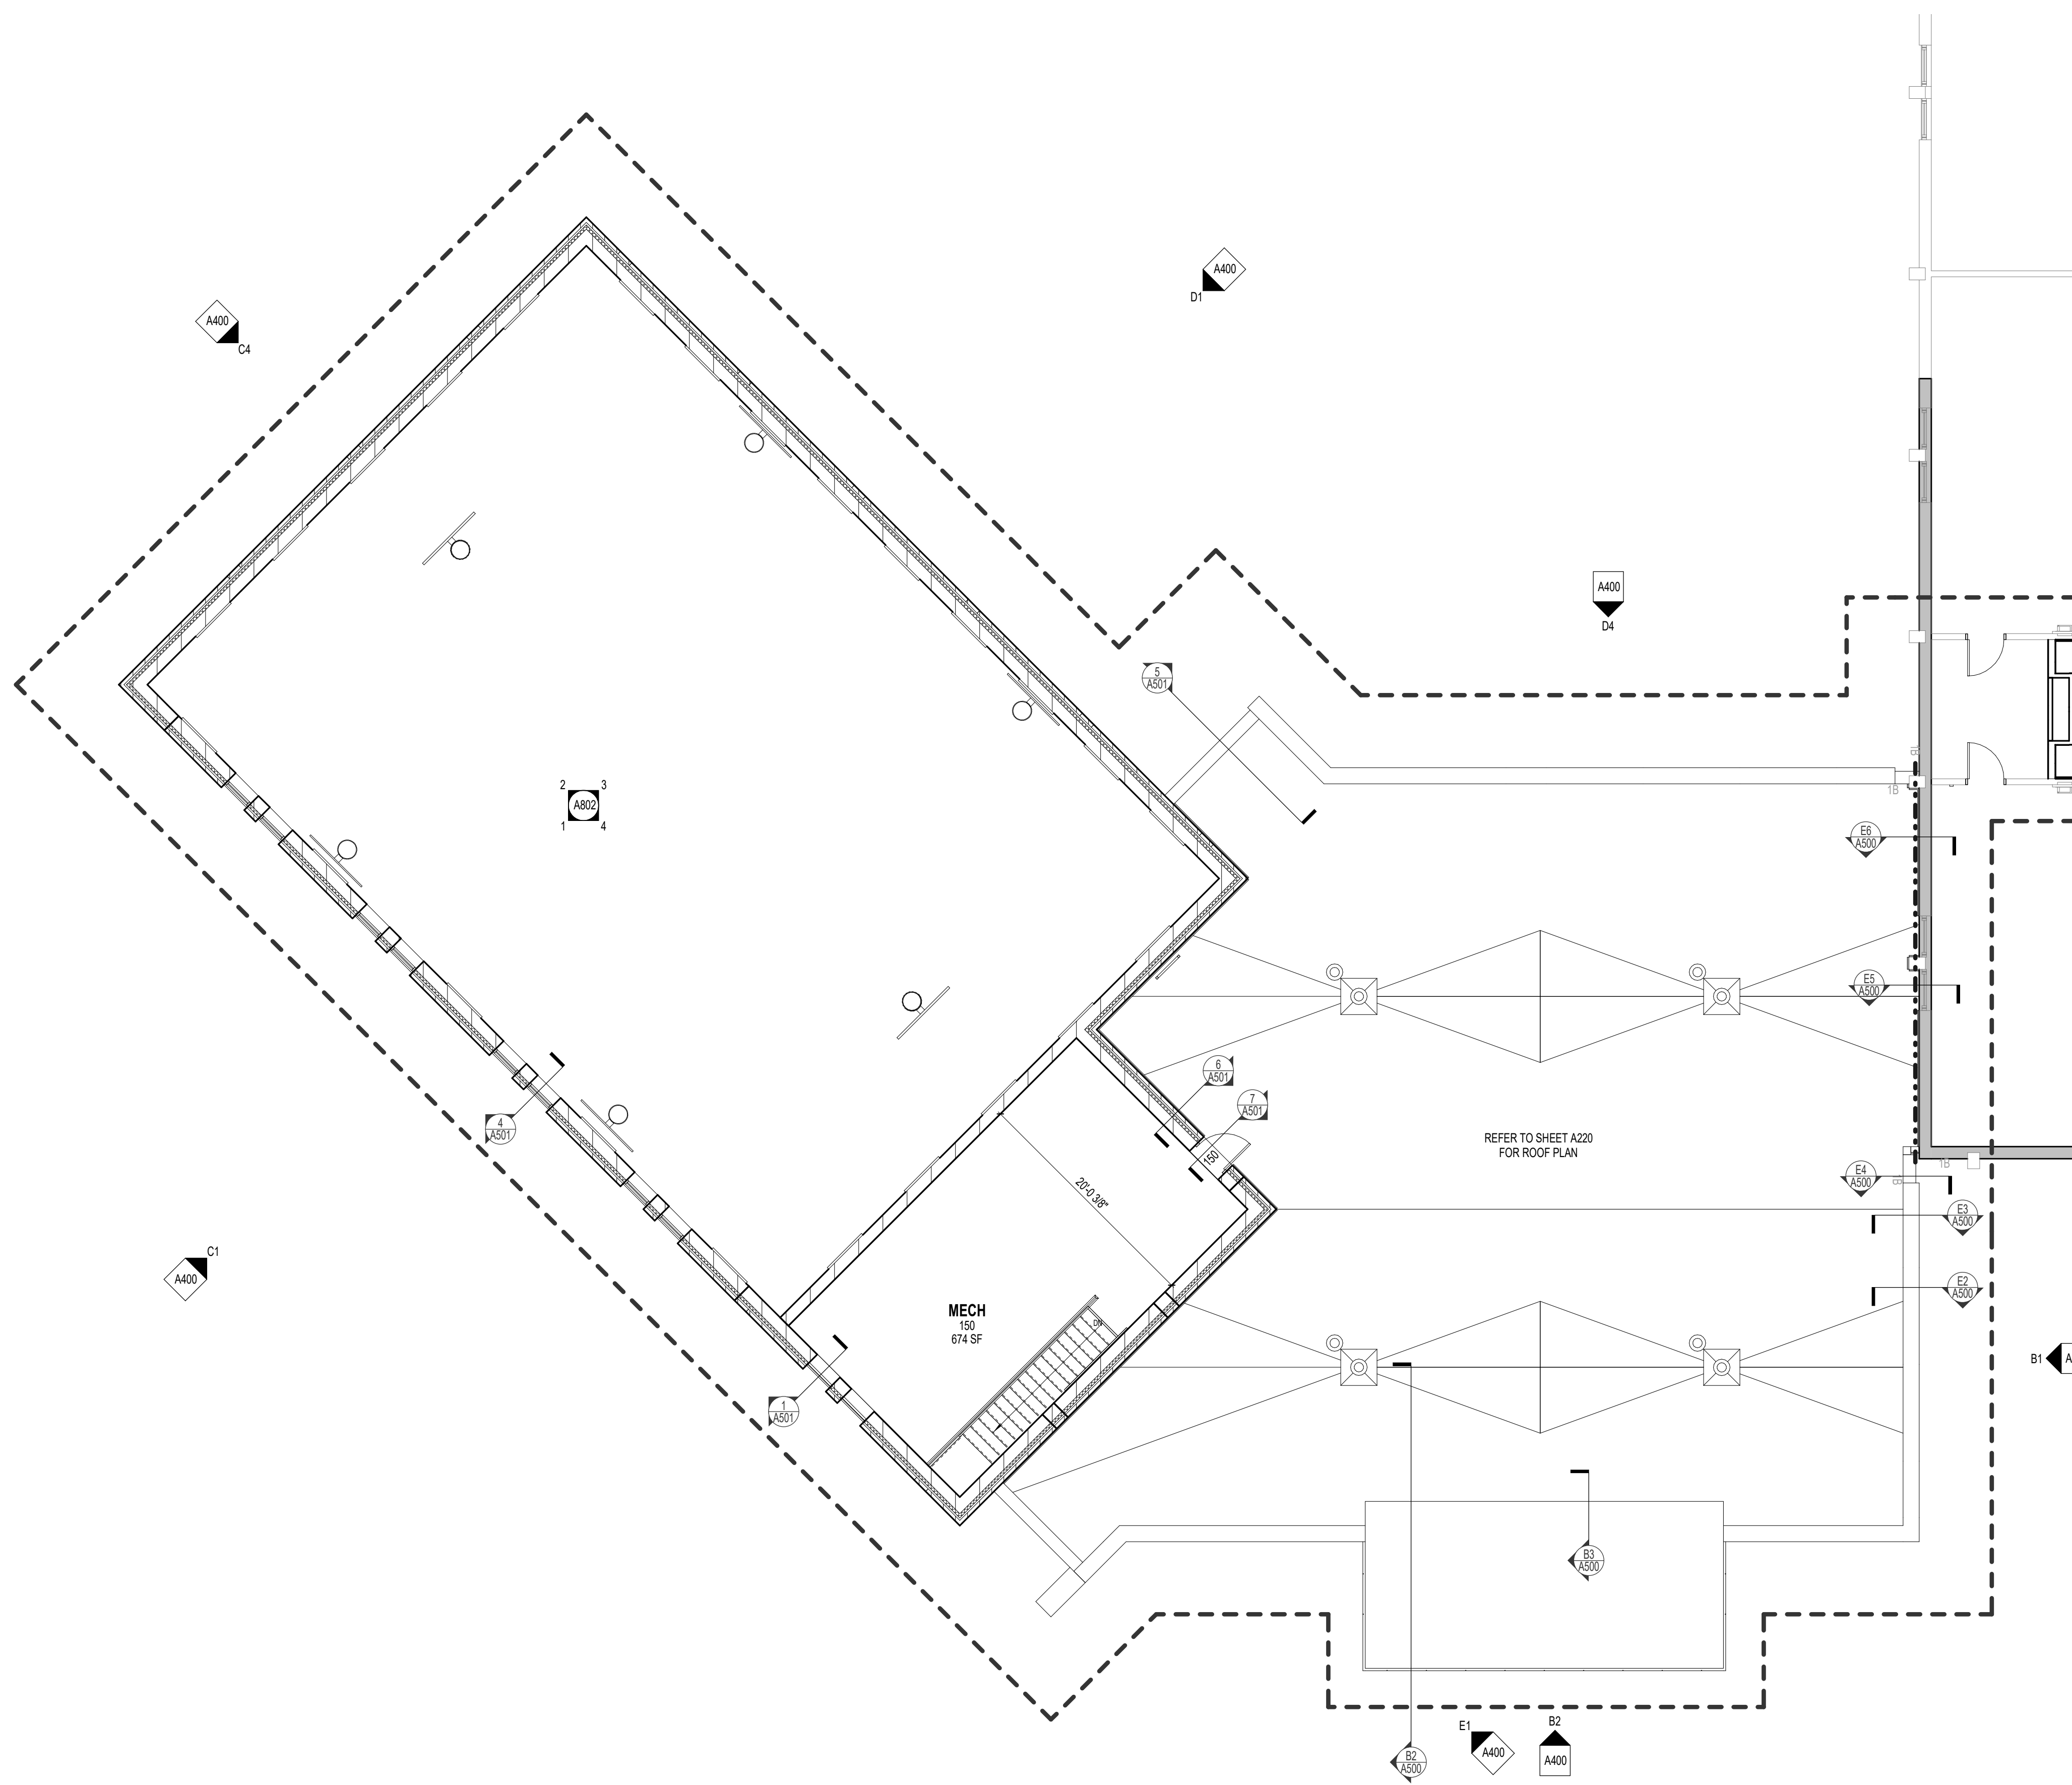 A400
D1
A400
C4
A400
D4
5
A501
2
3
A802
1
4
1B
1B
E6
A500
E5
A500
6
A501
7
A501
4
A501
150
REFER TO SHEET A220
FOR ROOF PLAN
1B
1B
E4
A500
20'-0 3/8"
E3
A500
C1
A400
E2
A500
MECH
150
674 SF
DN
B1
A
1
A501
B3
A500
E1
A400
B2
A400
B2
A500